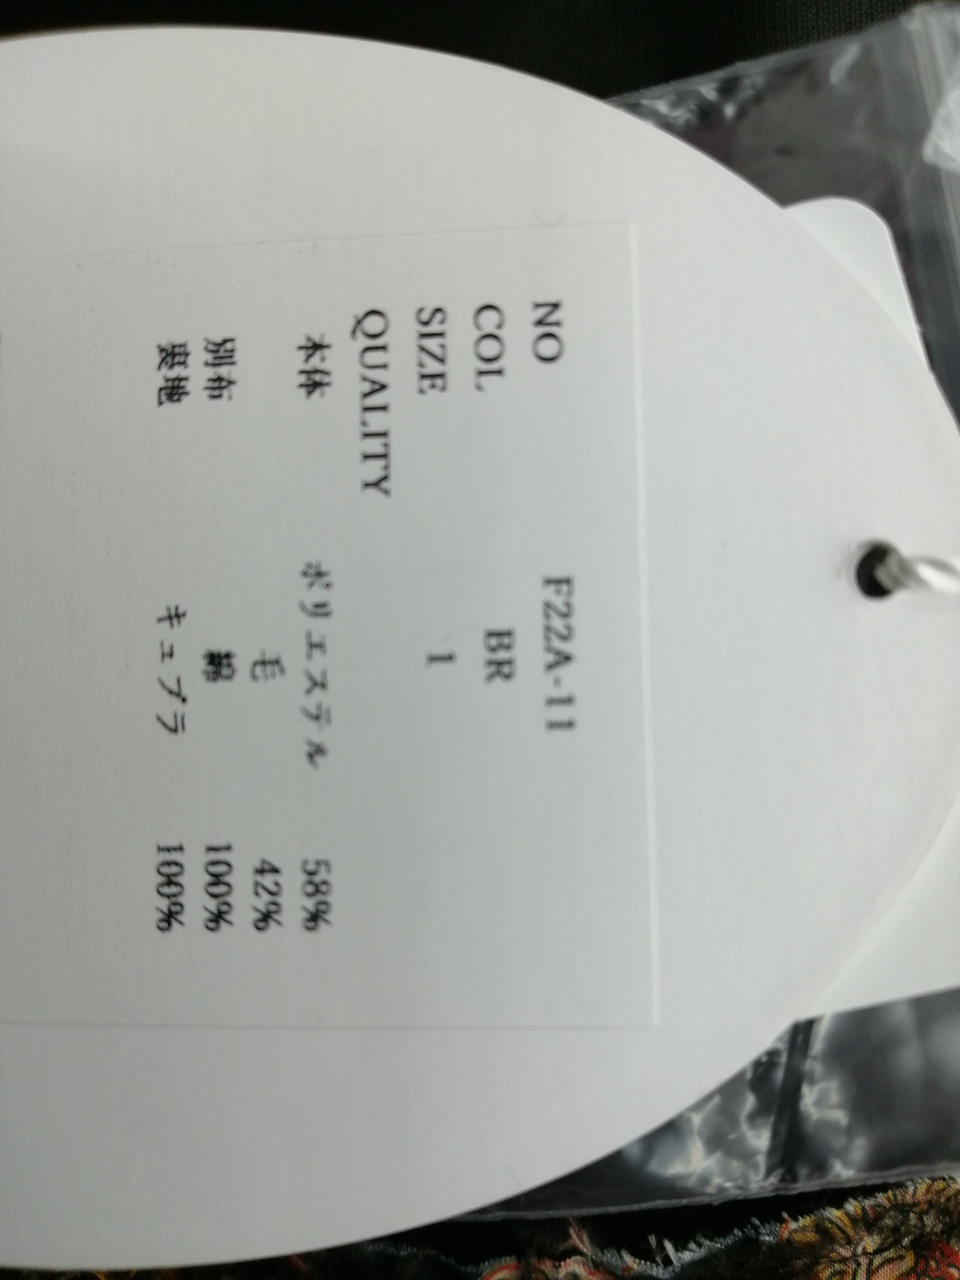 NO F22A-11
COL BR
SIZE 1
QUALITY
本体 ポリエステル 58%
毛 42%
別布 綿 100%
裏地 キュプラ 100%